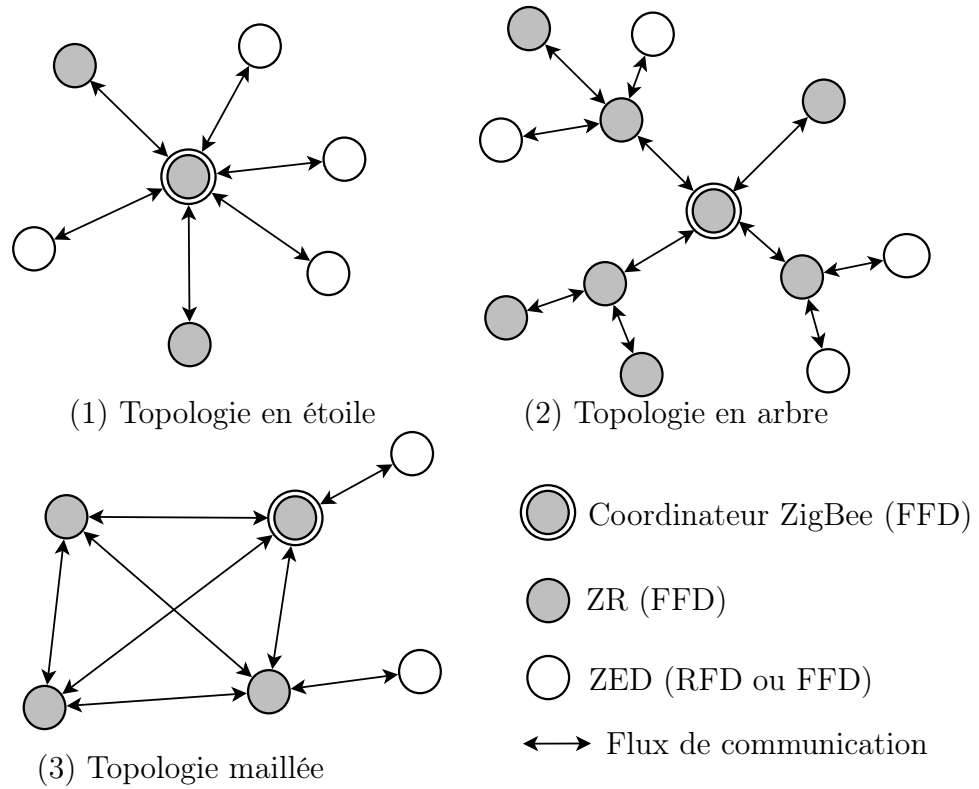 (1) Topologie en étoile
(2) Topologie en arbre
Coordinateur ZigBee (FFD)
ZR (FFD)
ZED (RFD ou FFD)
Flux de communication
(3) Topologie maillée